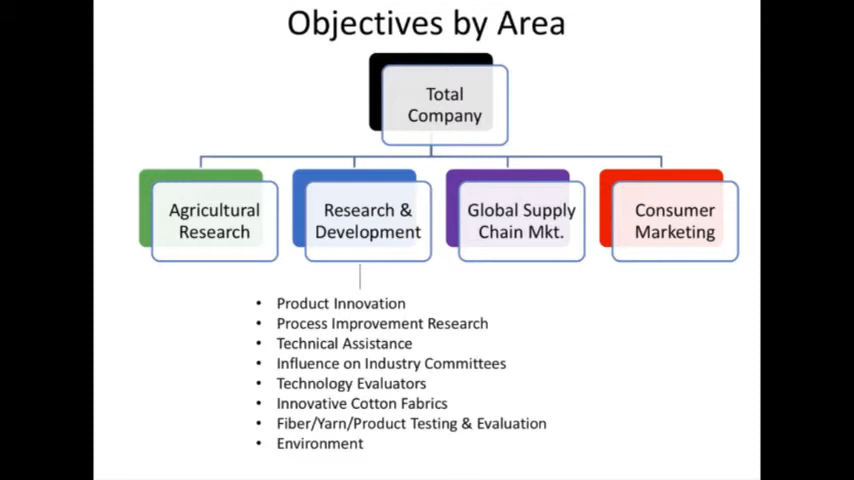 Objectives by Area
Total
Company
Agricultural
Research
Research &
Development
Global Supply
Chain Mkt.
Consumer
Marketing
• Product Innovation
• Process Improvement Research
• Technical Assistance
• Influence on Industry Committees
• Technology Evaluators
• Innovative Cotton Fabrics
• Fiber/Yarn/Product Testing & Evaluation
• Environment